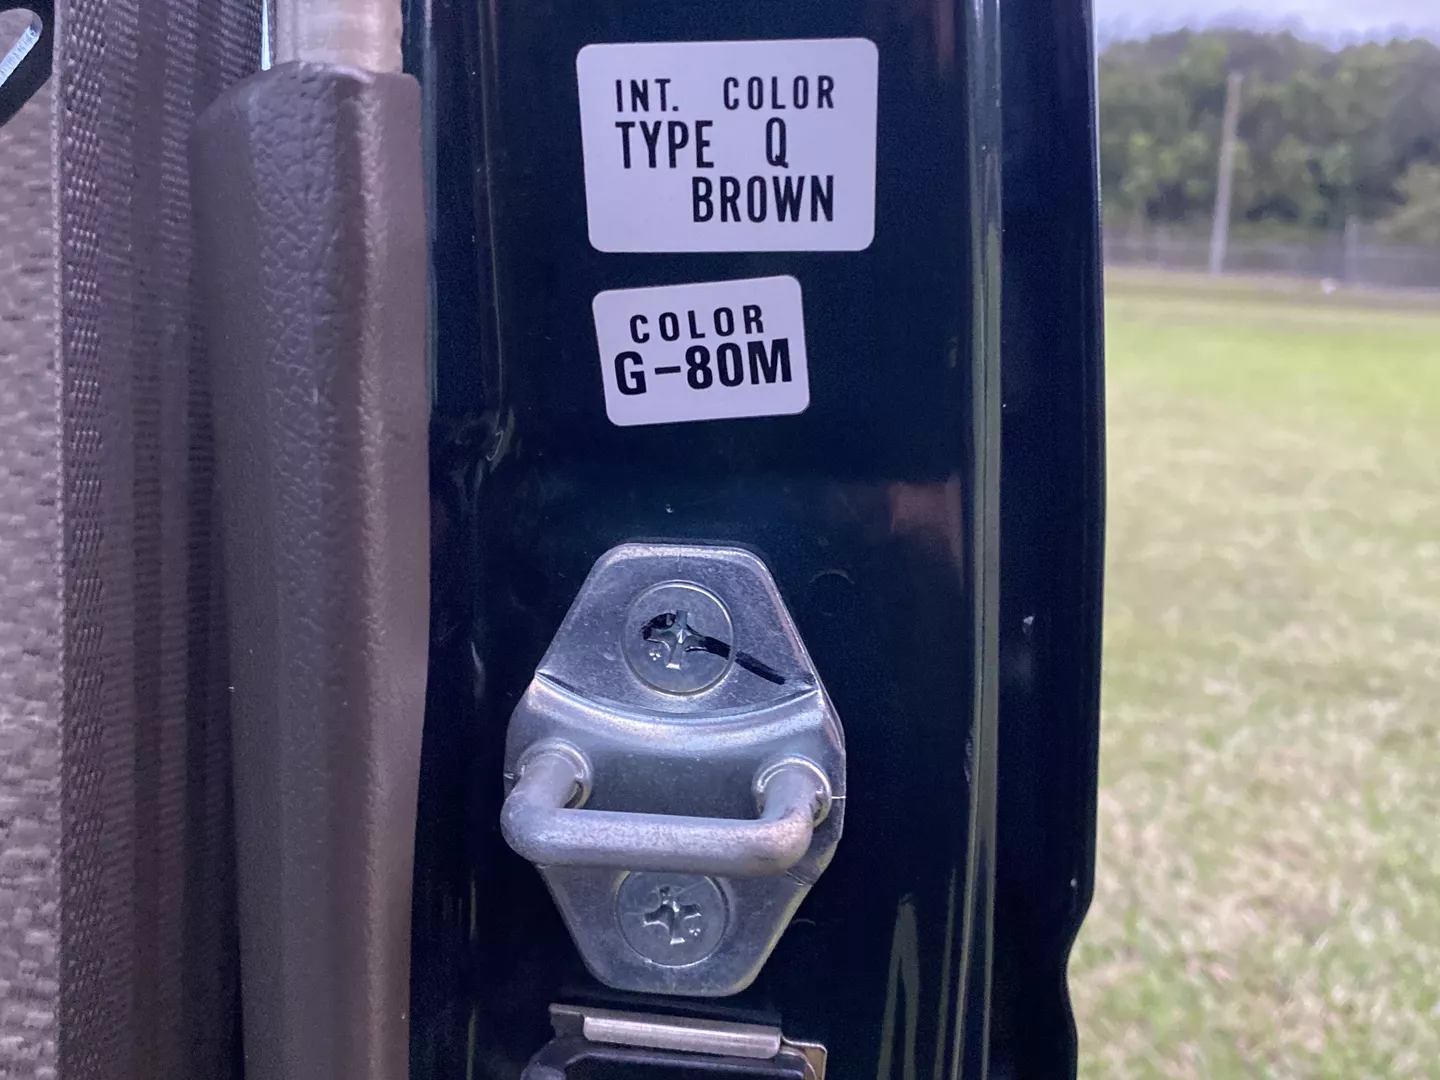 INT. COLOR
TYPE Q
BROWN
COLOR
G-80M